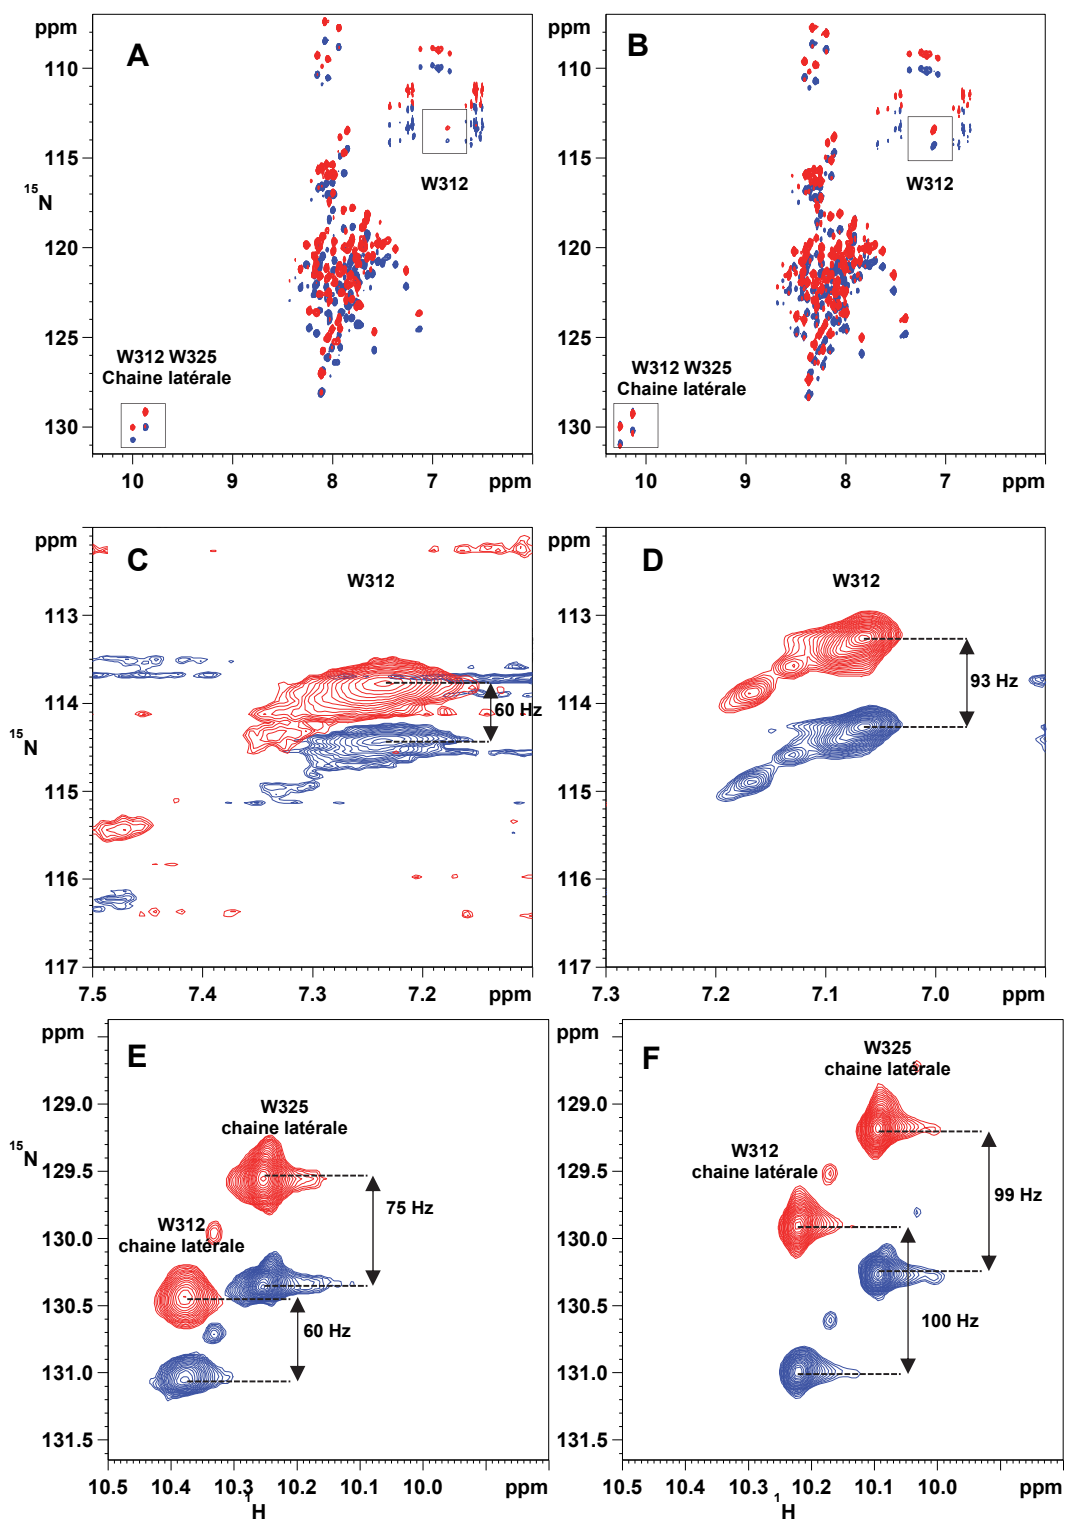 ppm
A
110
115
15
N
W312
120
125
W312 W325
Chaine latérale
130
10
9
8
7
ppm
ppm
B
110
115
W312
120
125
W312 W325
Chaine latérale
130
10
9
8
7
ppm
ppm
C
W312
113
114
60 Hz
15
N
115
116
117
7.5
7.4
7.3
7.2
ppm
ppm
D
W312
113
93 Hz
114
115
116
117
7.3
7.2
7.1
7.0
ppm
ppm
E
W325
chaine latérale
129.0
15
N
129.5
75 Hz
W312
chaine latérale
130.0
130.5
60 Hz
131.0
131.5
10.5
10.4
10.3
10.2
10.1
10.0
ppm
1
H
ppm
F
W325
chaine latérale
129.0
W312
chaine latérale
129.5
99 Hz
130.0
130.5
100 Hz
131.0
131.5
10.5
10.4
10.3
10.2
10.1
10.0
ppm
1
H